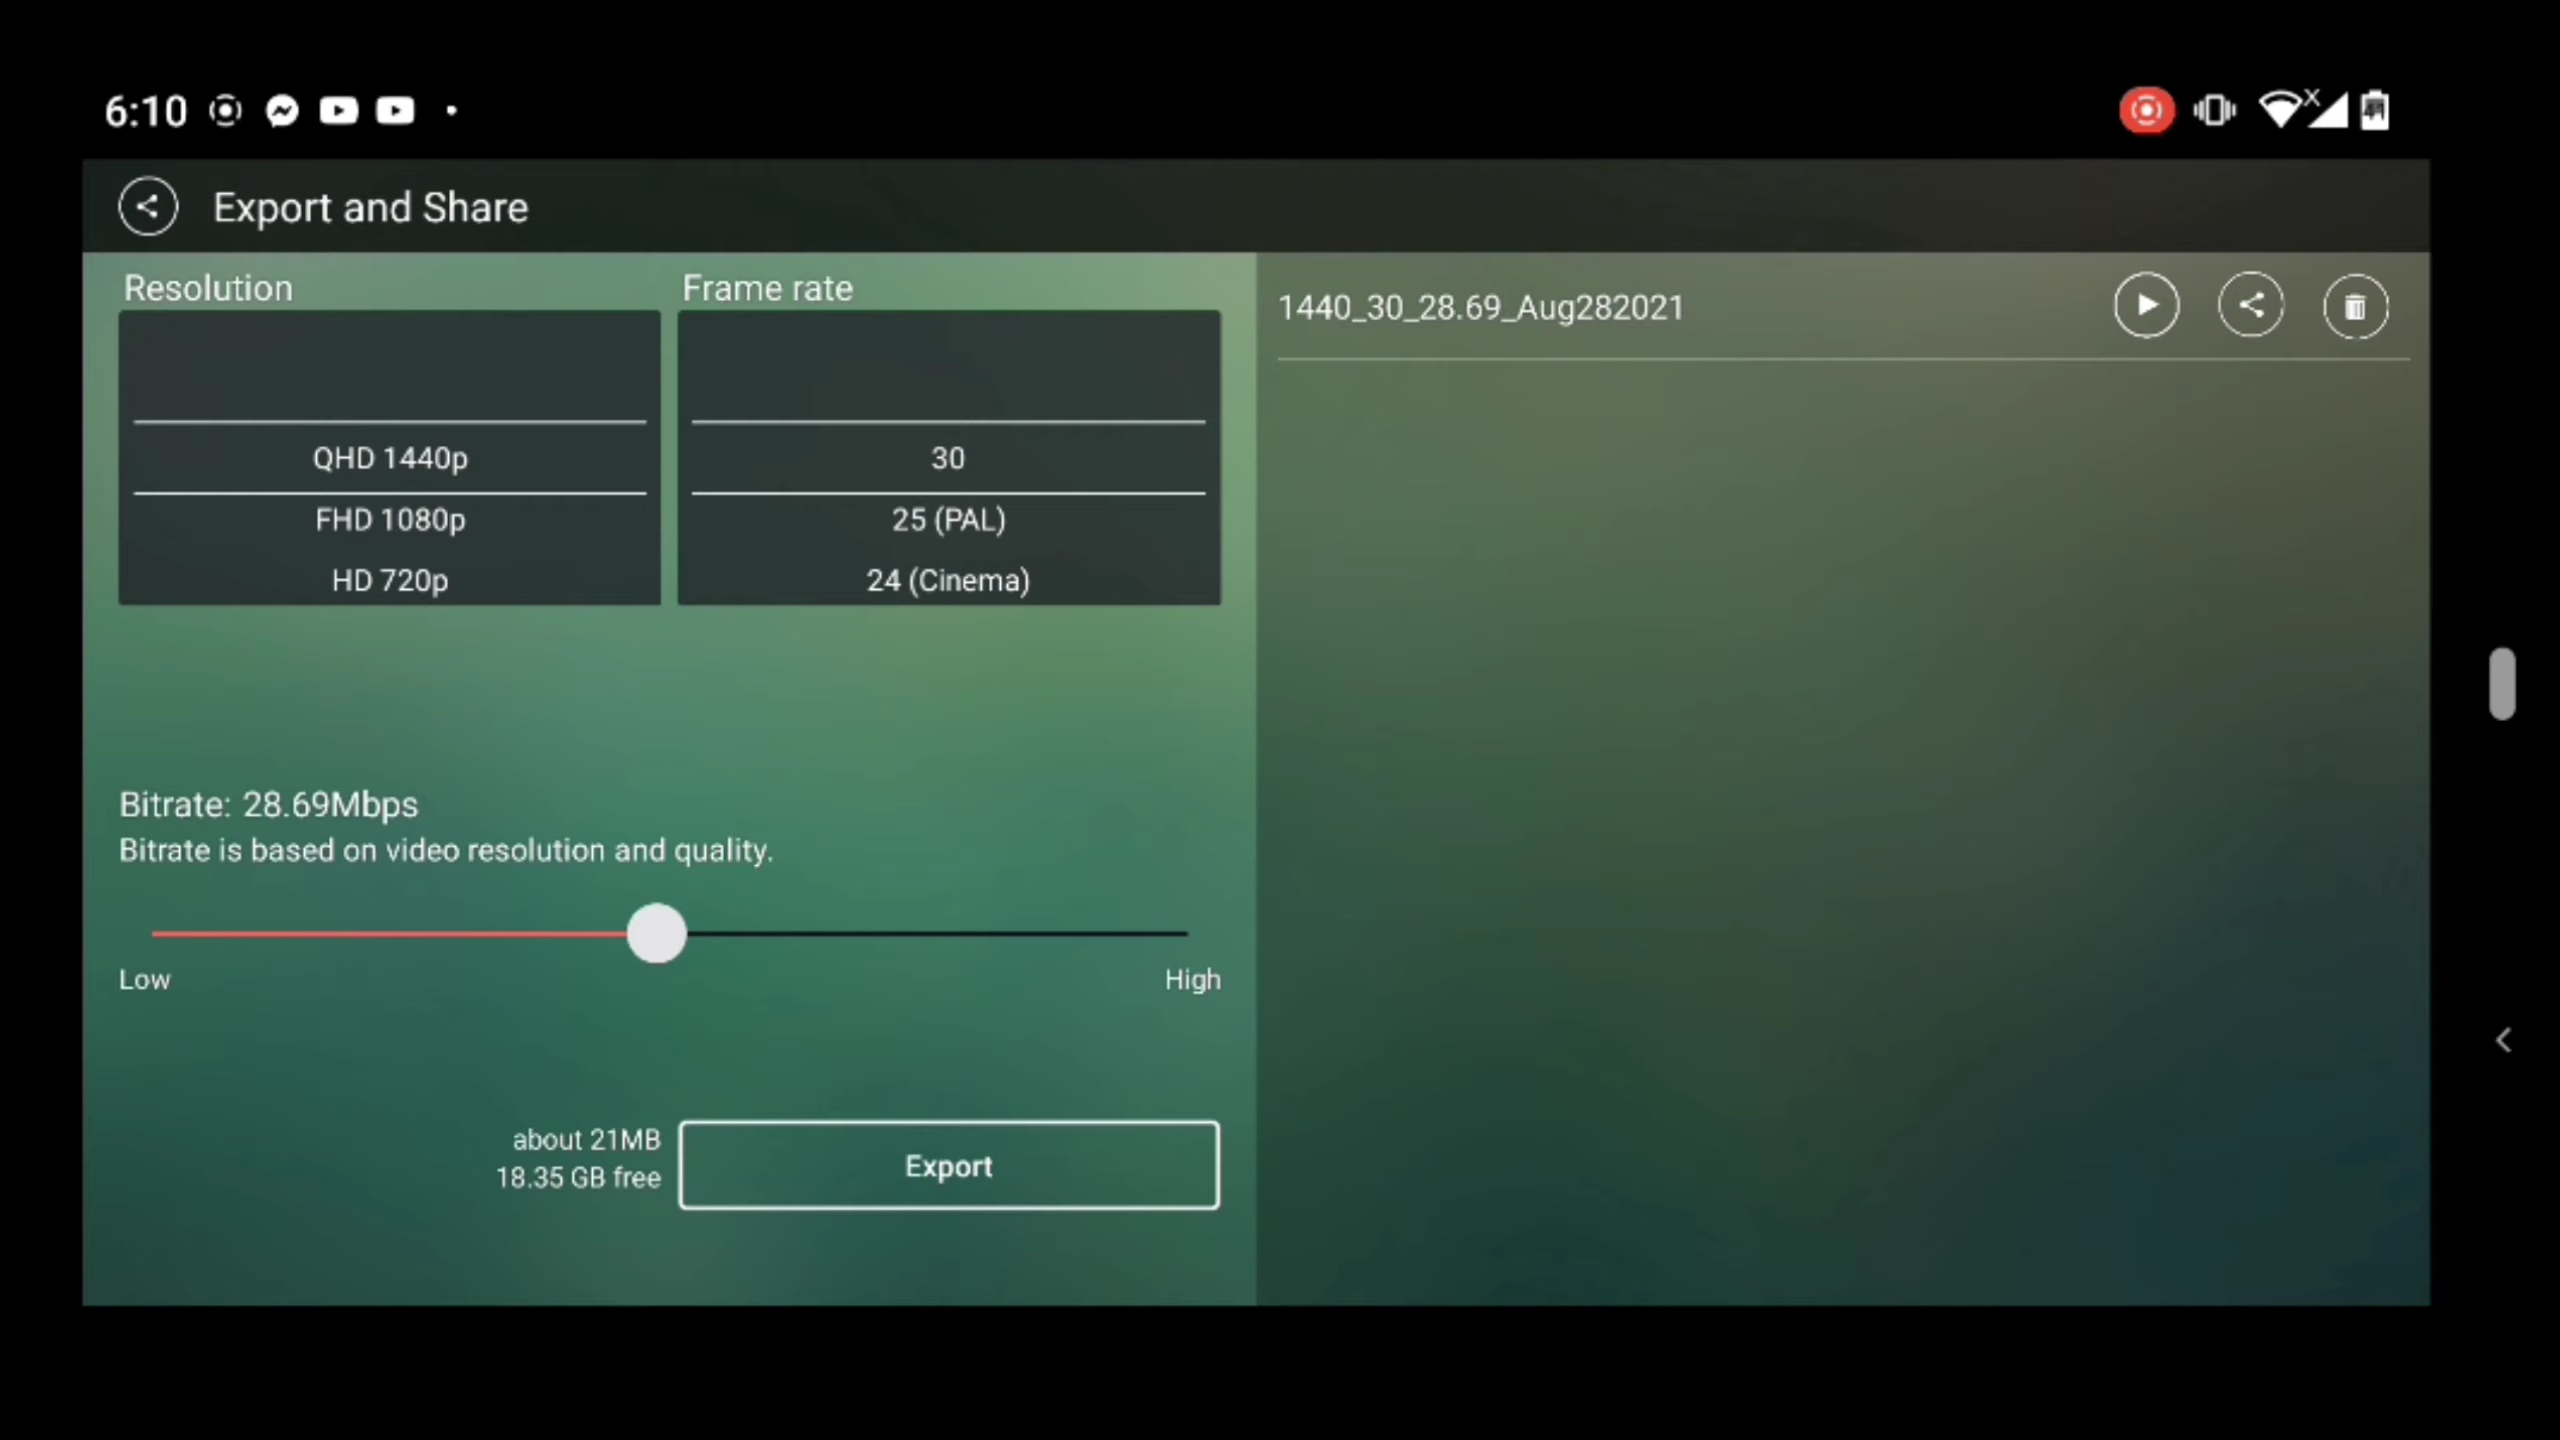 6:10
Export and Share
Resolution
Frame rate
QHD 1440p
FHD 1080p
HD 720p
30
25 (PAL)
24 (Cinema)
1440_30_28.69_Aug282021
Bitrate: 28.69Mbps
Bitrate is based on video resolution and quality.
Low
High
about 21MB
18.35 GB free
Export